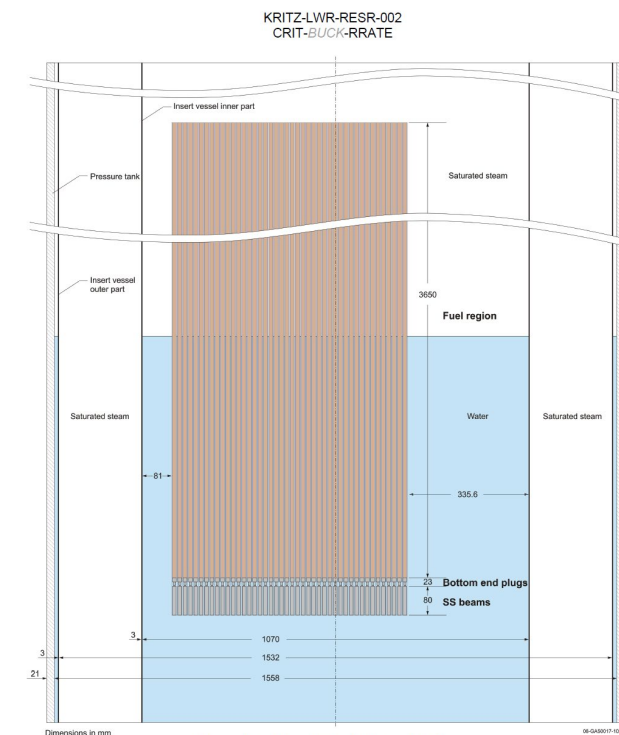 KRITZ-LWR-RESR-002
CRIT-BUCK-RRATE
Insert vessel inner part
Pressure tank
Saturated steam
Insert vessel
outer part
3650
Fuel region
Saturated steam
Water
Saturated steam
81
335.6
23
Bottom end plugs
80
SS beams
3
1070
3
1532
21
1558
Dimensions in mm
08-GA50017-10